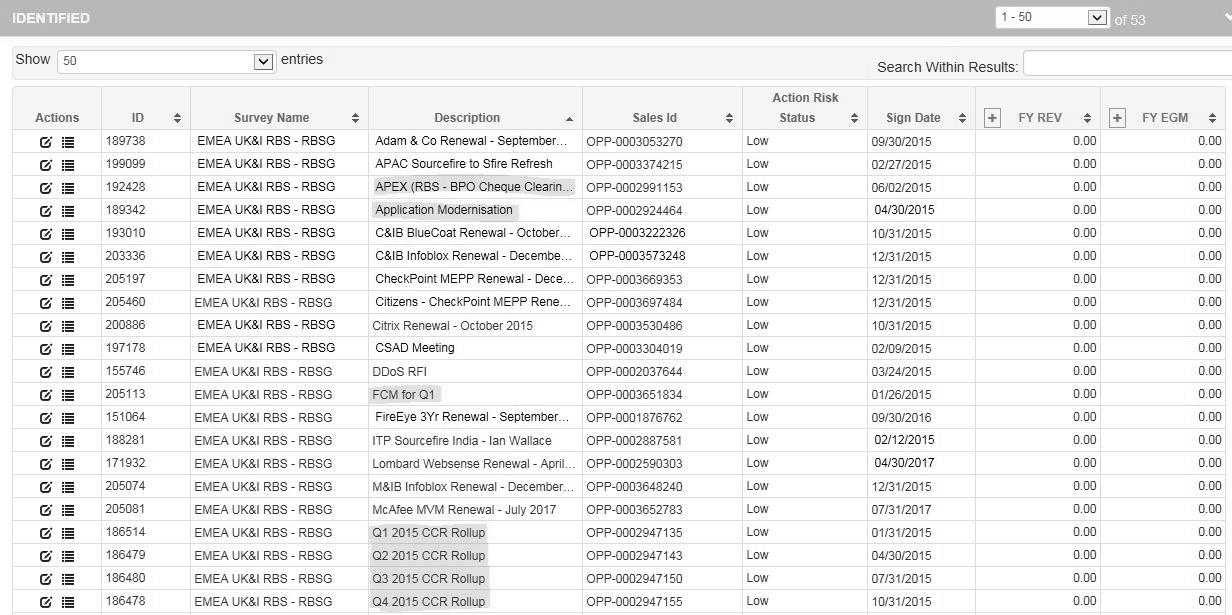 IDENTIFIED 1 - 50 of 53
Show 50 entries Search Within Results:
Action Risk
Actions ID Survey Name Description Sales Id Status Sign Date + FY REV + FY EGM
189738 EMEA UK&I RBS - RBSG Adam & Co Renewal - September... OPP-0003053270 Low 09/30/2015 0.00 0.00
199099 EMEA UK&I RBS - RBSG APAC Sourcefire to Sfire Refresh OPP-0003374215 Low 02/27/2015 0.00 0.00
192428 EMEA UK&I RBS - RBSG APEX (RBS - BPO Cheque Clearin... OPP-0002991153 Low 06/02/2015 0.00 0.00
189342 EMEA UK&I RBS - RBSG Application Modernisation OPP-0002924464 Low 04/30/2015 0.00 0.00
193010 EMEA UK&I RBS - RBSG C&IB BlueCoat Renewal - October... OPP-0003222326 Low 10/31/2015 0.00 0.00
203336 EMEA UK&I RBS - RBSG C&IB Infoblox Renewal - Decembe... OPP-0003573248 Low 12/31/2015 0.00 0.00
205197 EMEA UK&I RBS - RBSG CheckPoint MEPP Renewal - Dece... OPP-0003669353 Low 12/31/2015 0.00 0.00
205460 EMEA UK&I RBS - RBSG Citizens - CheckPoint MEPP Rene... OPP-0003697484 Low 12/31/2015 0.00 0.00
200886 EMEA UK&I RBS - RBSG Citrix Renewal - October 2015 OPP-0003530486 Low 10/31/2015 0.00 0.00
197178 EMEA UK&I RBS - RBSG CSAD Meeting OPP-0003304019 Low 02/09/2015 0.00 0.00
155746 EMEA UK&I RBS - RBSG DDoS RFI OPP-0002037644 Low 03/24/2015 0.00 0.00
205113 EMEA UK&I RBS - RBSG FCM for Q1 OPP-0003651834 Low 01/26/2015 0.00 0.00
151064 EMEA UK&I RBS - RBSG FireEye 3Yr Renewal - September... OPP-0001876762 Low 09/30/2016 0.00 0.00
188281 EMEA UK&I RBS - RBSG ITP Sourcefire India - Ian Wallace OPP-0002887581 Low 02/12/2015 0.00 0.00
171932 EMEA UK&I RBS - RBSG Lombard Websense Renewal - April... OPP-0002590303 Low 04/30/2017 0.00 0.00
205074 EMEA UK&I RBS - RBSG M&IB Infoblox Renewal - December... OPP-0003648240 Low 12/31/2015 0.00 0.00
205081 EMEA UK&I RBS - RBSG McAfee MVM Renewal - July 2017 OPP-0003652783 Low 07/31/2017 0.00 0.00
186514 EMEA UK&I RBS - RBSG Q1 2015 CCR Rollup OPP-0002947135 Low 01/31/2015 0.00 0.00
186479 EMEA UK&I RBS - RBSG Q2 2015 CCR Rollup OPP-0002947143 Low 04/30/2015 0.00 0.00
186480 EMEA UK&I RBS - RBSG Q3 2015 CCR Rollup OPP-0002947150 Low 07/31/2015 0.00 0.00
186478 EMEA UK&I RBS - RBSG Q4 2015 CCR Rollup OPP-0002947155 Low 10/31/2015 0.00 0.00